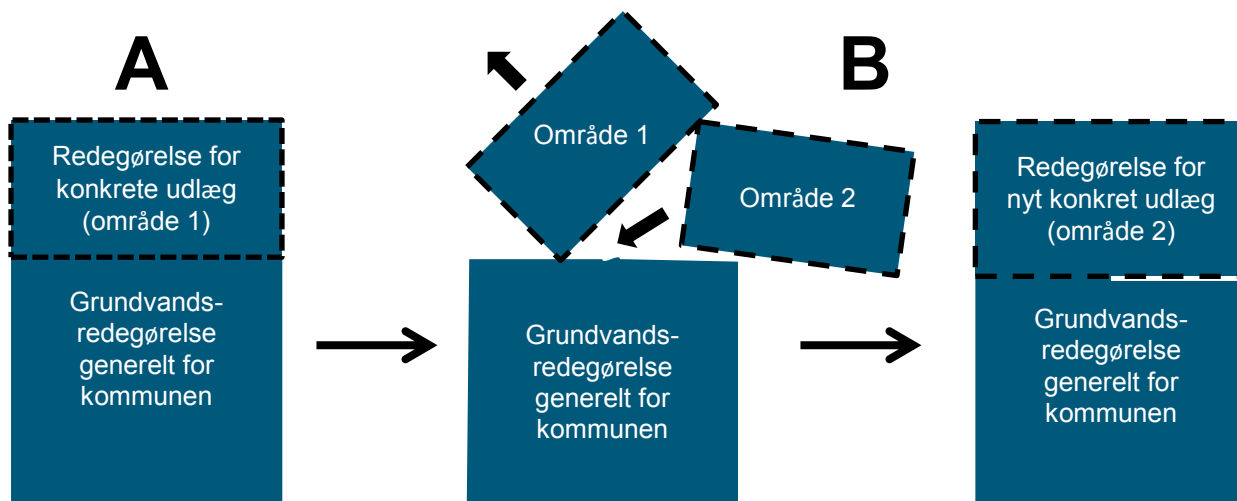 A
Redegørelse for
konkrete udlæg
(område 1)
Grundvands-
redegørelse
generelt for
kommunen
B
Område 1
Område 2
Grundvands-
redegørelse
generelt for
kommunen
Redegørelse for
nyt konkret udlæg
(område 2)
Grundvands-
redegørelse
generelt for
kommunen